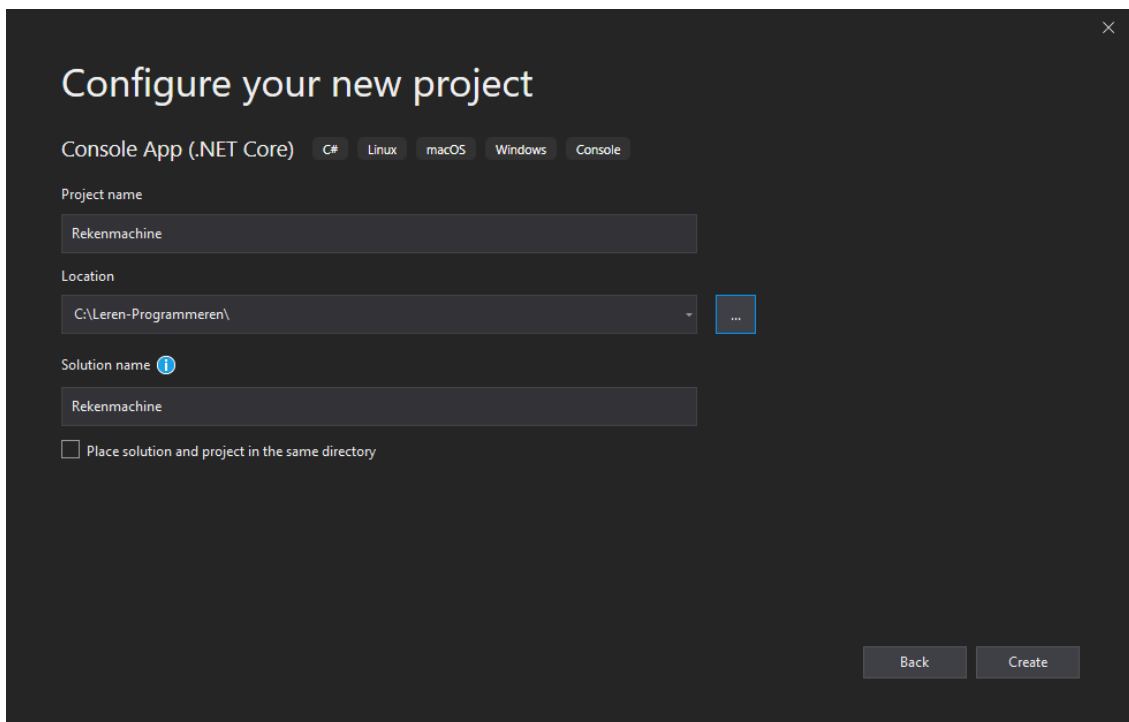 Configure your new project
Console App (.NET Core) C# Linux macOS Windows Console
Project name
Rekenmachine
Location
C:\Leren-Programmeren\
...
Solution name
Rekenmachine
Place solution and project in the same directory
Back Create